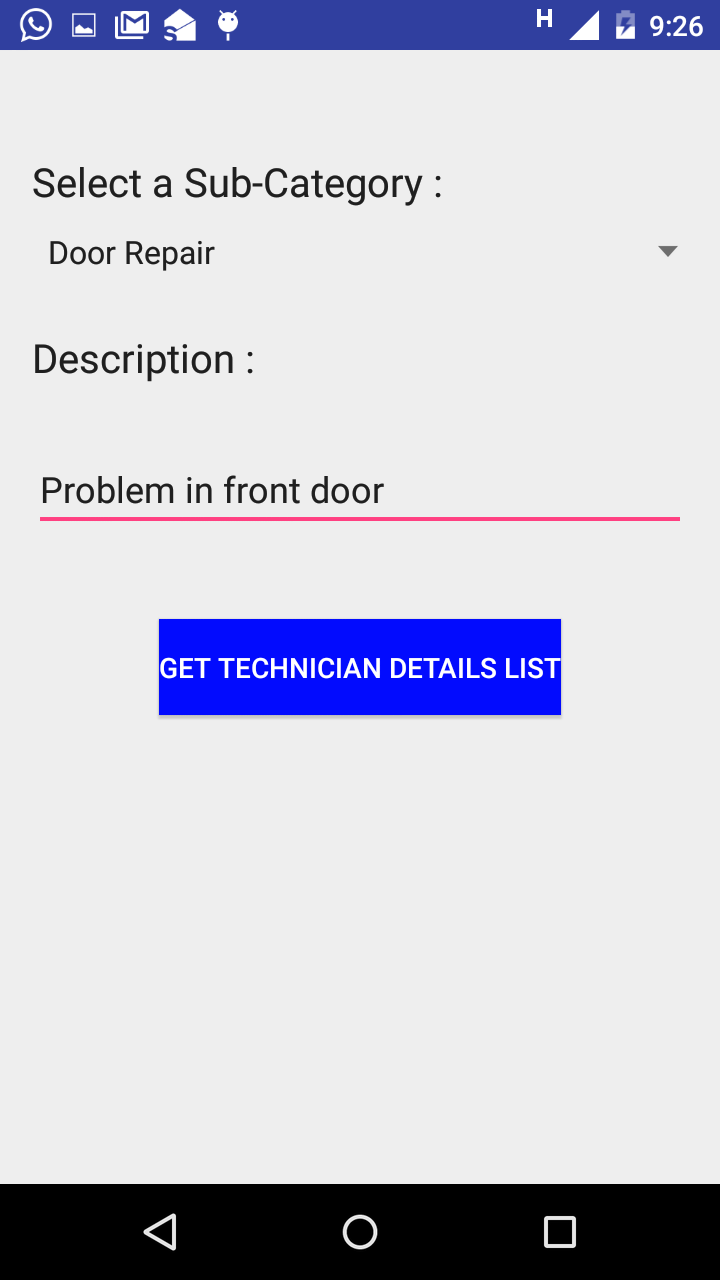 H 9:26
Select a Sub-Category :
Door Repair
Description :
Problem in front door
GET TECHNICIAN DETAILS LIST